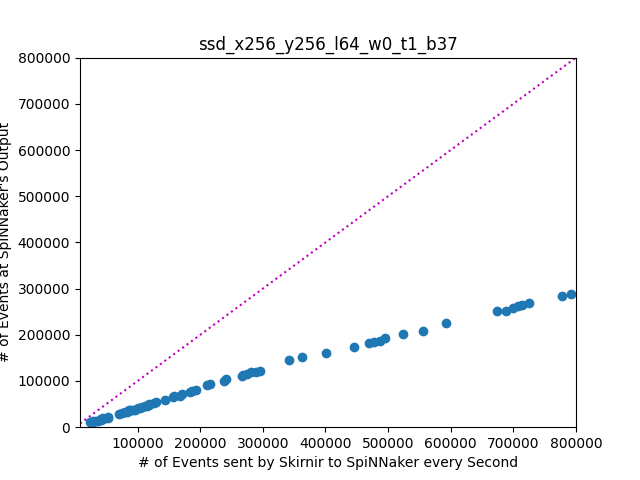 ssd_x256_y256_l64_w0_t1_b37
800000
700000
600000
500000
400000
300000
200000
100000
0
# of Events at SpiNNaker's Output
100000 200000 300000 400000 500000 600000 700000 800000
# of Events sent by Skirnir to SpiNNaker every Second